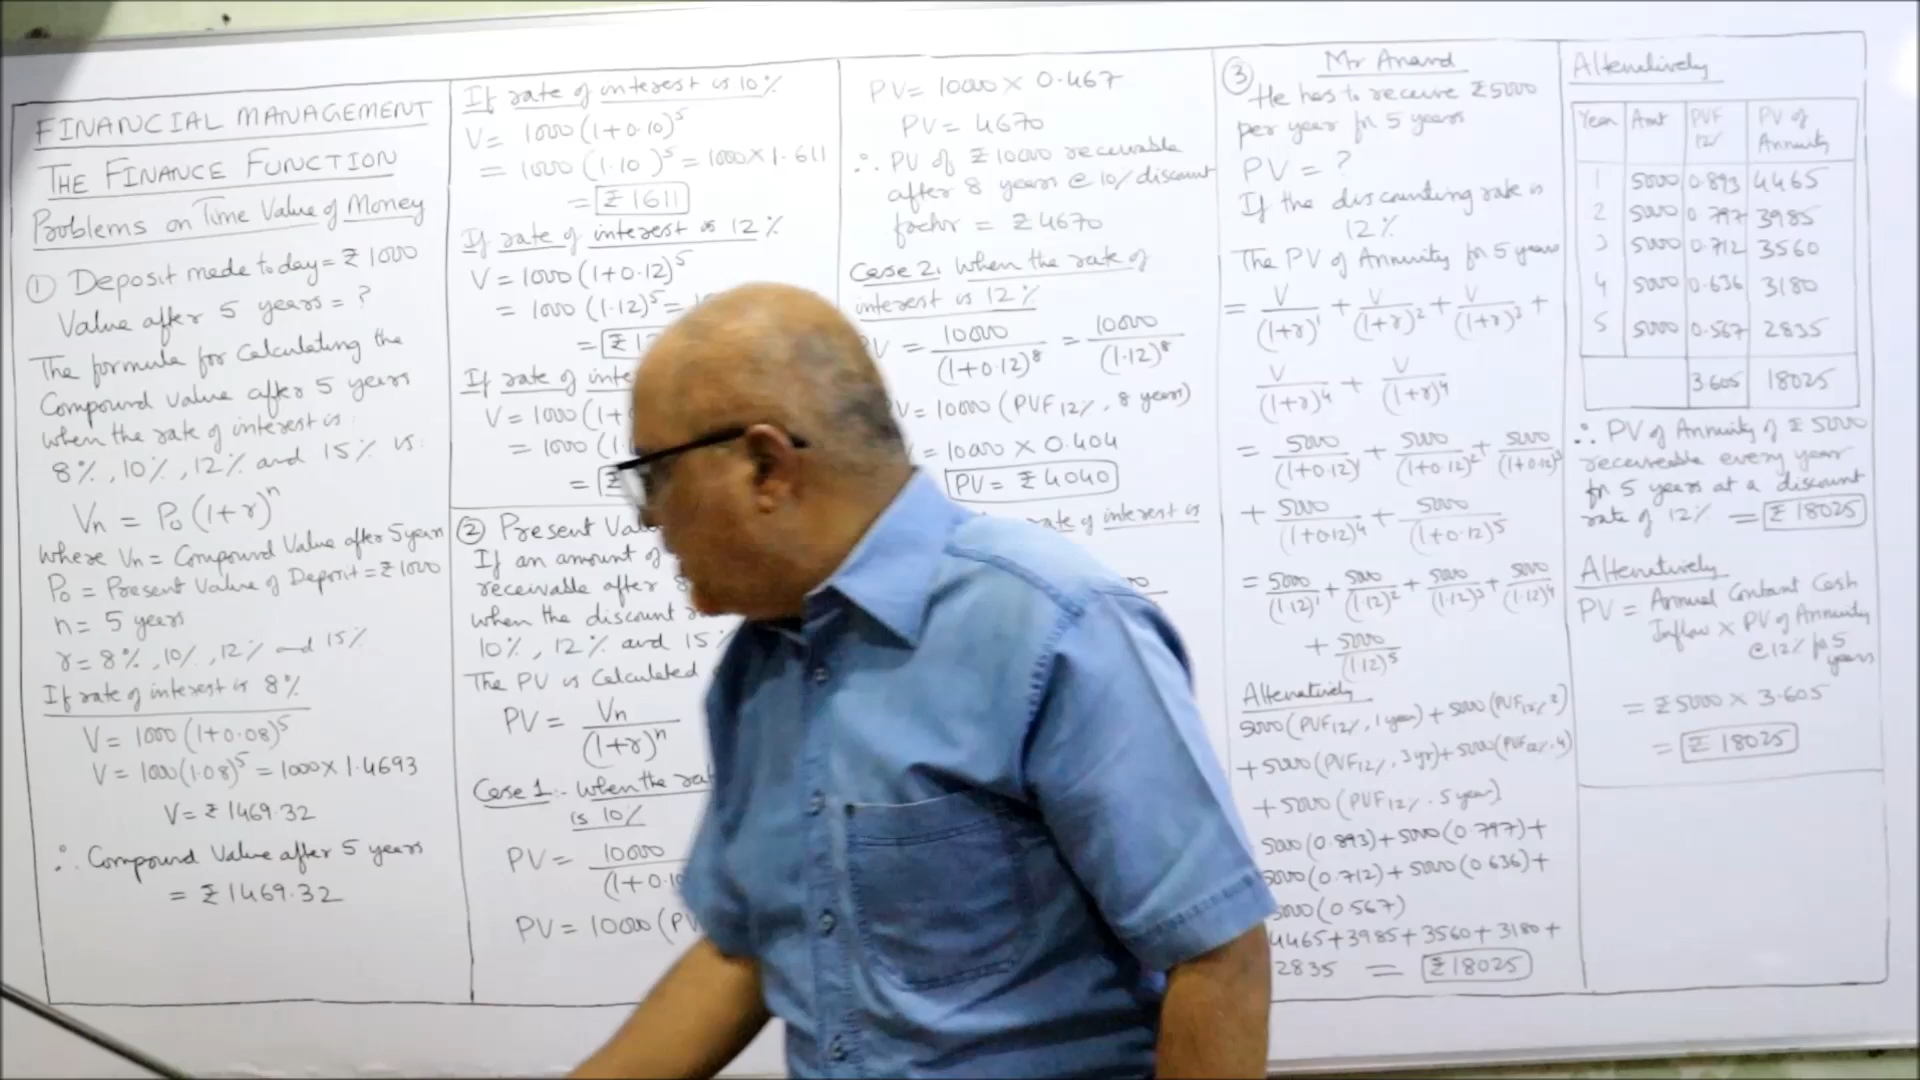 FINANCIAL MANAGEMENT
THE FINANCE FUNCTION
Problems on Time Value of Money
① Deposit made today = ₹ 1000
Value after 5 years = ?
The formula for Calculating the
Compound value after 5 years
when the rate of interest is:
8%, 10%, 12% and 15% is:
Vn = P₀ (1+r)ⁿ
where Vn = Compound Value after 5 years
P₀ = Present Value of Deposit = ₹ 1000
n = 5 years
r = 8%, 10%, 12% and 15%
If rate of interest is 8%
V = 1000 (1+0.08)⁵
V = 1000 (1.08)⁵ = 1000 × 1.4693
V = ₹ 1469.32
∴ Compound Value after 5 years
= ₹ 1469.32
If rate of interest is 10%
V = 1000 (1+0.10)⁵
= 1000 (1.10)⁵ = 1000 × 1.611
= ₹ 1611
If rate of interest is 12%
V = 1000 (1+0.12)⁵
= 1000 (1.12)⁵ =
= ₹ 1
If rate of
V = 1000 (1+
= 1000 (1.
= ₹
② Present
If an amount of
receivable after 8
when the discount
10%, 12% and 15%
The PV is Calculated
PV = Vn / (1+r)ⁿ
Case 1:- When the
is 10%
PV = 10000 / (1+0.10
PV = 10000 (PV
PV = 10000 × 0.467
PV = 4670
∴ PV of ₹ 10000 receivable
after 8 years @ 10% discount
factor = ₹ 4670
Case 2: When the rate of
interest is 12%
V = 10000 / (1+0.12)⁸ = 10000 / (1.12)⁸
V = 10000 (PVF 12%, 8 years)
= 10000 × 0.404
PV = ₹ 4040
rate of interest is
③ Mr Anand
He has to receive ₹ 5000
per year for 5 years
PV = ?
If the discounting rate is
12%
The PV of Annuity for 5 years
= V/(1+r)¹ + V/(1+r)² + V/(1+r)³ +
V/(1+r)⁴ + V/(1+r)⁴
= 5000/(1+0.12)¹ + 5000/(1+0.12)² + 5000/(1+0.12)³
+ 5000/(1+0.12)⁴ + 5000/(1+0.12)⁵
= 5000/(1.12)¹ + 5000/(1.12)² + 5000/(1.12)³ + 5000/(1.12)⁴
+ 5000/(1.12)⁵
Alternatively
5000 (PVF 12%, 1 year) + 5000 (PVF 12%, 2)
+ 5000 (PVF 12%, 3 yr) + 5000 (PVF 12%, 4)
+ 5000 (PVF 12%, 5 year)
5000 (0.893) + 5000 (0.797) +
5000 (0.712) + 5000 (0.636) +
5000 (0.567)
4465 + 3985 + 3560 + 3180 +
2835 = ₹ 18025
Altenatively
Year Amt PVF 12% PV of Annuity
1 5000 0.893 4465
2 5000 0.797 3985
3 5000 0.712 3560
4 5000 0.636 3180
5 5000 0.567 2835
3.605 18025
∴ PV of Annuity of ₹ 5000
receiveable every year
for 5 years at a discount
rate of 12% = ₹ 18025
Altenatively
PV = Annual Contant Cash
Inflow × PV of Annuity
@ 12% for 5
years
= ₹ 5000 × 3.605
= ₹ 18025